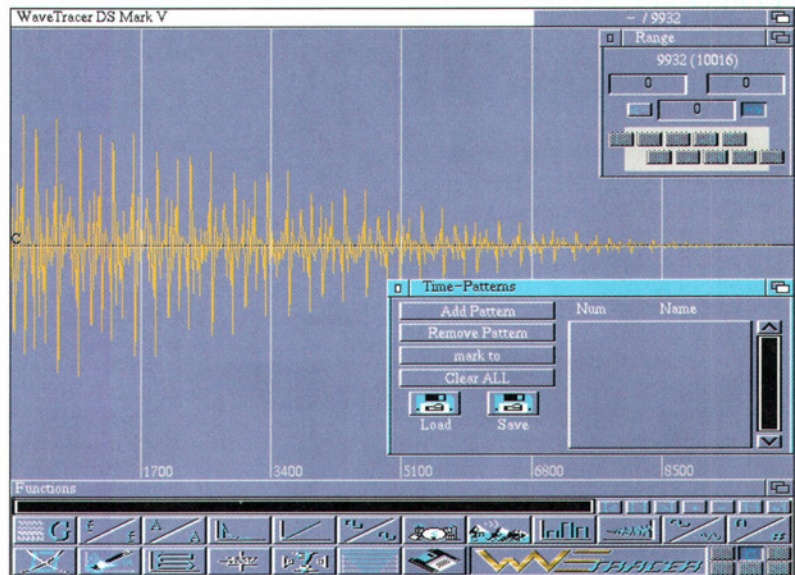 WaveTracer DS Mark V
- / 9932
Range
9932 (10016)
0 0
0
C
Time-Patterns
Add Pattern
Remove Pattern
mark to
Clear ALL
Load Save
Num Name
1700 3400 5100 6800 8500
Functions
TRACER